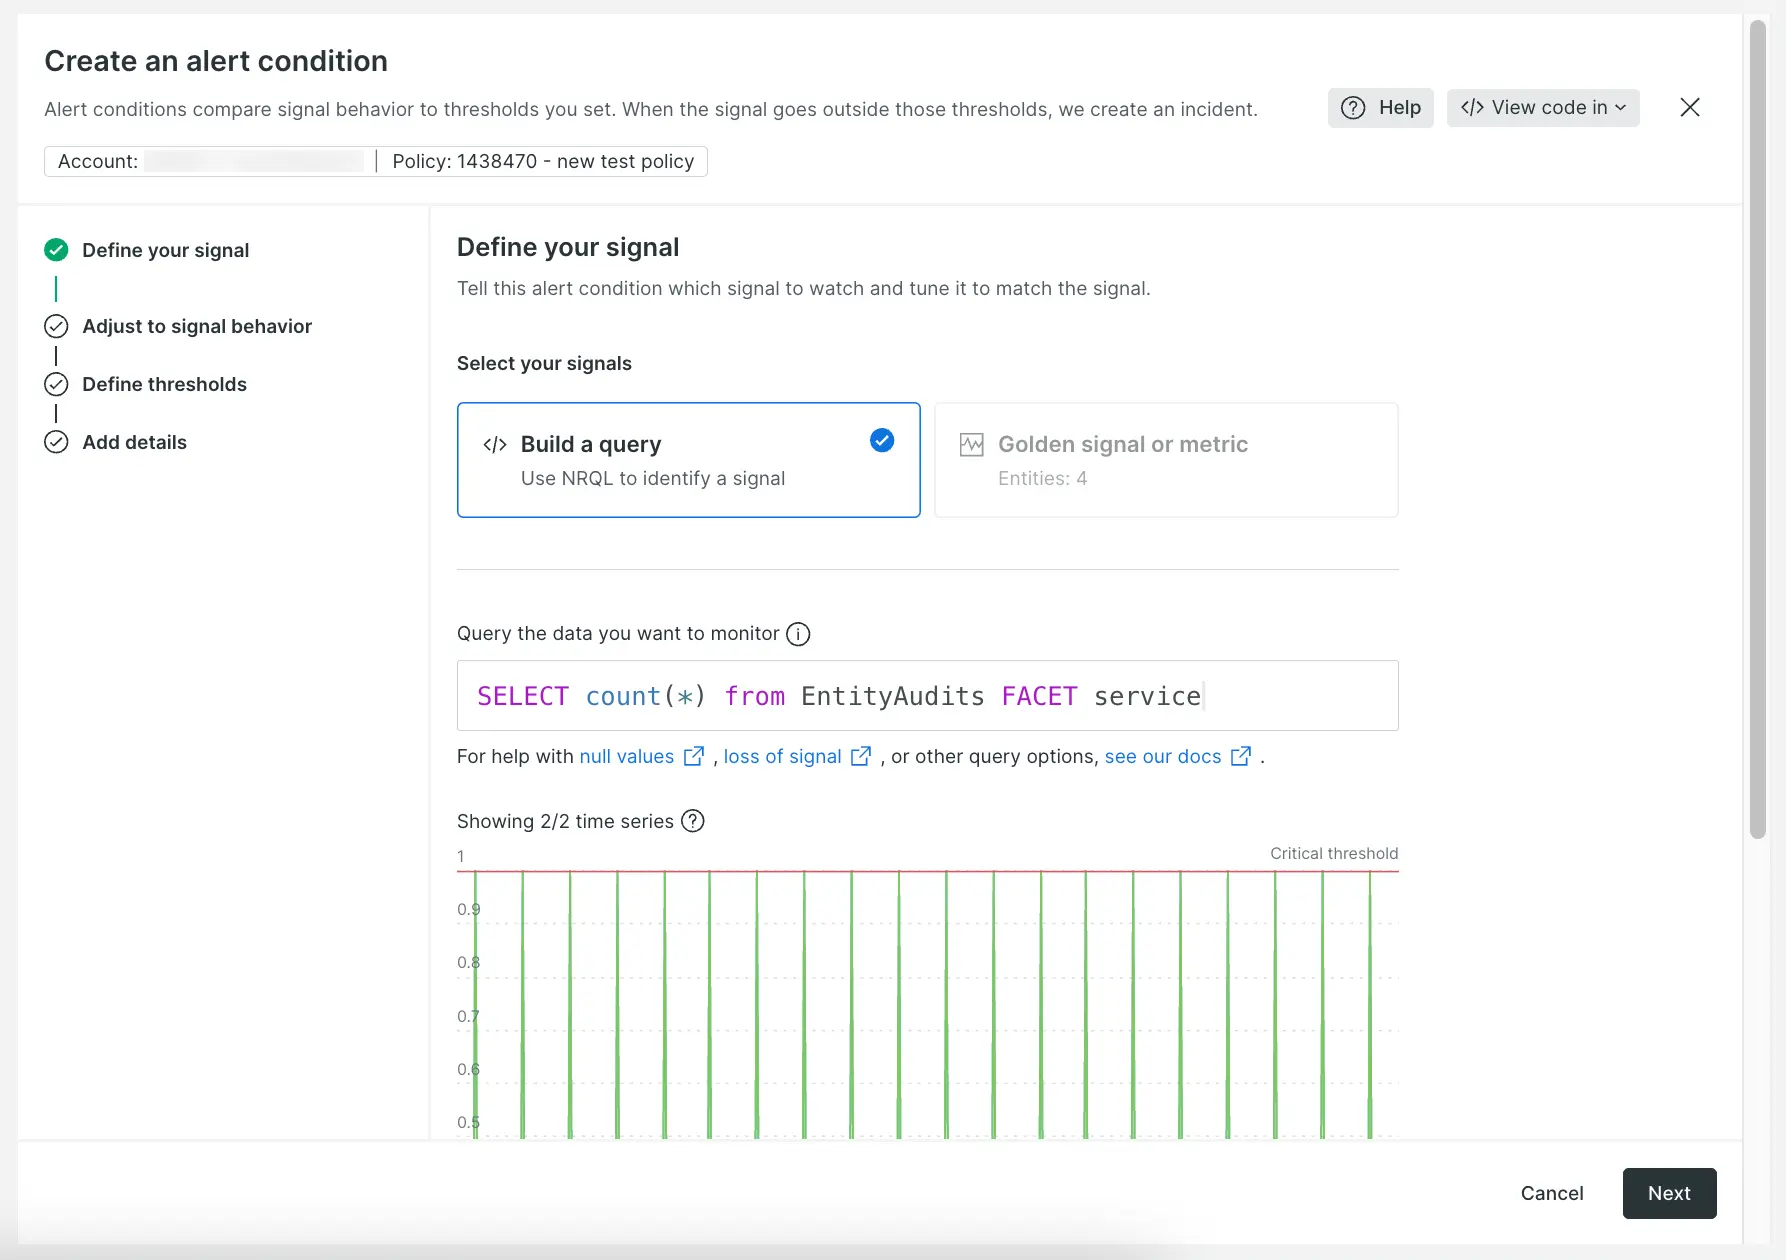 Create an alert condition
Alert conditions compare signal behavior to thresholds you set. When the signal goes outside those thresholds, we create an incident.
Help
</> View code in
Account:
Policy: 1438470 - new test policy
Define your signal
Adjust to signal behavior
Define thresholds
Add details
Define your signal
Tell this alert condition which signal to watch and tune it to match the signal.
Select your signals
</> Build a query
Use NRQL to identify a signal
Golden signal or metric
Entities: 4
Query the data you want to monitor
SELECT count(*) from EntityAudits FACET service
For help with null values , loss of signal , or other query options, see our docs .
Showing 2/2 time series
1
Critical threshold
0.9
0.8
0.7
0.6
0.5
Cancel
Next